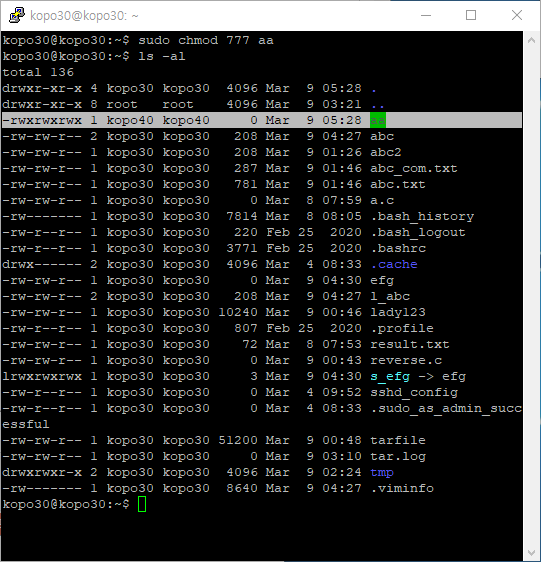 kopo30@kopo30: ~
kopo30@kopo30:~$ sudo chmod 777 aa
kopo30@kopo30:~$ ls -al
total 136
drwxr-xr-x 4 kopo30 kopo30  4096 Mar  9 05:28 .
drwxr-xr-x 8 root   root    4096 Mar  9 03:21 ..
-rwxrwxrwx 1 kopo40 kopo40     0 Mar  9 05:28 aa
-rw-rw-r-- 2 kopo30 kopo30   208 Mar  9 04:27 abc
-rw-rw-r-- 1 kopo30 kopo30   208 Mar  9 01:26 abc2
-rw-rw-r-- 1 kopo30 kopo30   287 Mar  9 01:46 abc_com.txt
-rw-rw-r-- 1 kopo30 kopo30   781 Mar  9 01:46 abc.txt
-rw-rw-r-- 1 kopo30 kopo30     0 Mar  8 07:59 a.c
-rw------- 1 kopo30 kopo30  7814 Mar  8 08:05 .bash_history
-rw-r--r-- 1 kopo30 kopo30   220 Feb 25  2020 .bash_logout
-rw-r--r-- 1 kopo30 kopo30  3771 Feb 25  2020 .bashrc
drwx------ 2 kopo30 kopo30  4096 Mar  4 08:33 .cache
-rw-rw-r-- 1 kopo30 kopo30     0 Mar  9 04:30 efg
-rw-rw-r-- 2 kopo30 kopo30   208 Mar  9 04:27 l_abc
-rw-rw-r-- 1 kopo30 kopo30 10240 Mar  9 00:46 lady123
-rw-r--r-- 1 kopo30 kopo30   807 Feb 25  2020 .profile
-rw-rw-r-- 1 kopo30 kopo30    72 Mar  8 07:53 result.txt
-rw-rw-r-- 1 kopo30 kopo30     0 Mar  9 00:43 reverse.c
lrwxrwxrwx 1 kopo30 kopo30     3 Mar  9 04:30 s_efg -> efg
-rw-rw-r-- 1 kopo30 kopo30     0 Mar  4 09:52 sshd_config
-rw-r--r-- 1 kopo30 kopo30     0 Mar  4 08:33 .sudo_as_admin_succ
essful
-rw-rw-r-- 1 kopo30 kopo30 51200 Mar  9 00:48 tarfile
-rw-rw-r-- 1 kopo30 kopo30     0 Mar  9 03:10 tar.log
drwxrwxr-x 2 kopo30 kopo30  4096 Mar  9 02:24 tmp
-rw------- 1 kopo30 kopo30  8640 Mar  9 04:27 .viminfo
kopo30@kopo30:~$